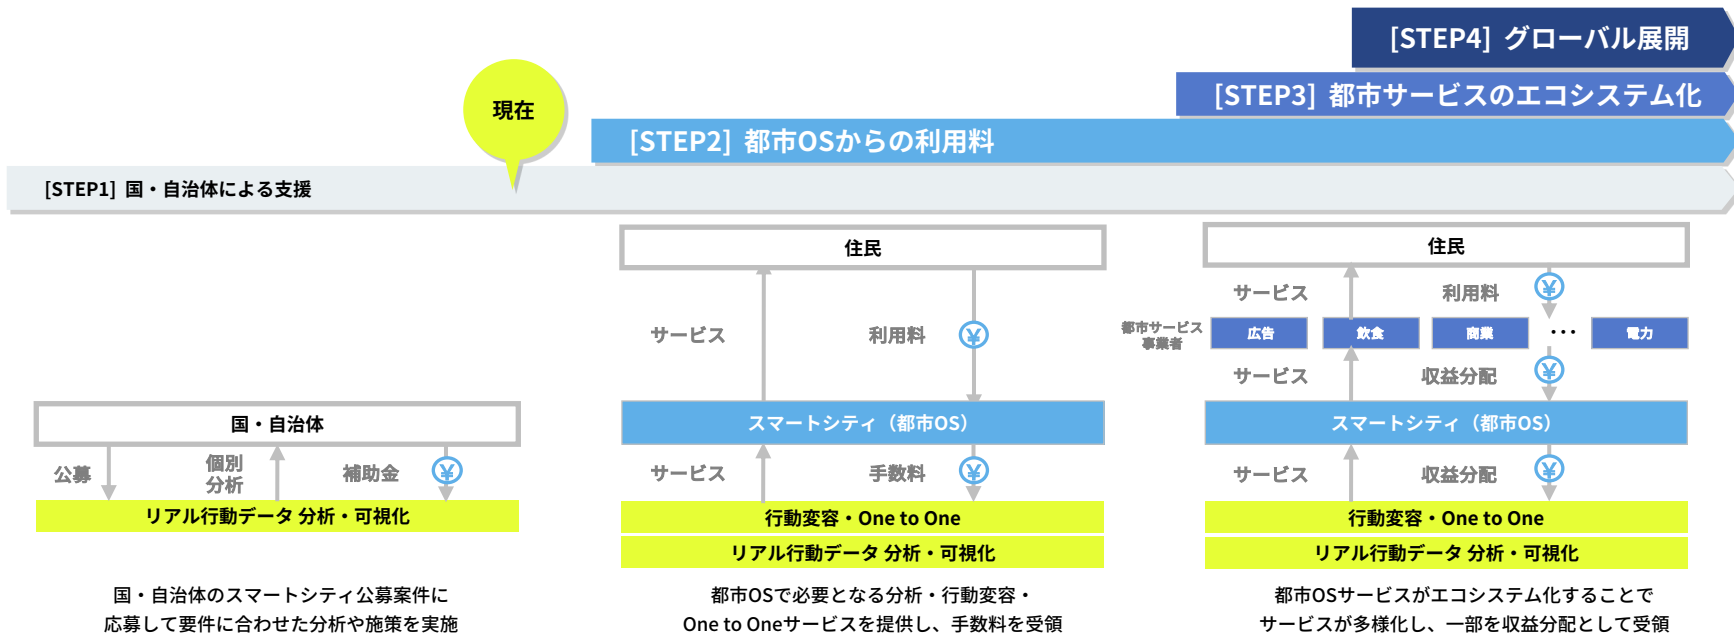 [STEP4] グローバル展開
[STEP3] 都市サービスのエコシステム化
現在
[STEP2] 都市OSからの利用料
[STEP1] 国・自治体による支援
国・自治体
公募
個別
分析
補助金
¥
リアル行動データ 分析・可視化
国・自治体のスマートシティ公募案件に
応募して要件に合わせた分析や施策を実施
住民
サービス
利用料
¥
スマートシティ（都市OS）
サービス
手数料
¥
行動変容・One to One
リアル行動データ 分析・可視化
都市OSで必要となる分析・行動変容・
One to Oneサービスを提供し、手数料を受領
住民
サービス
利用料
¥
都市サービス
事業者
広告
飲食
商業
…
電力
サービス
収益分配
¥
スマートシティ（都市OS）
サービス
収益分配
¥
行動変容・One to One
リアル行動データ 分析・可視化
都市OSサービスがエコシステム化することで
サービスが多様化し、一部を収益分配として受領